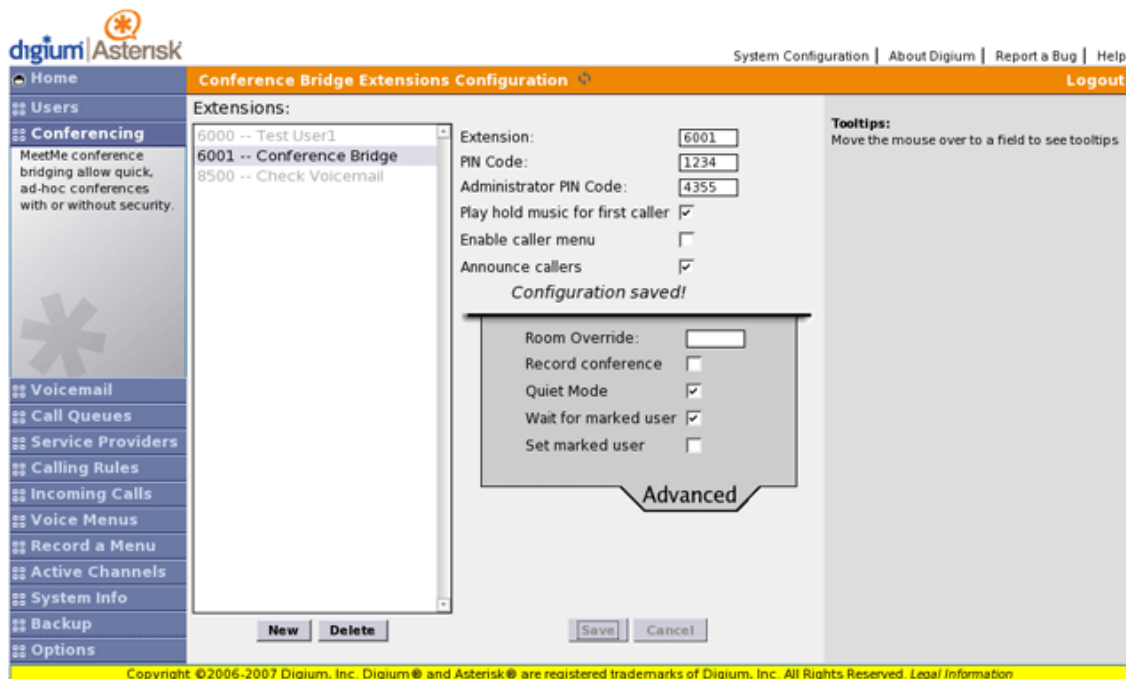 digium Asterisk
System Configuration | About Digium | Report a Bug | Help
Home
Conference Bridge Extensions Configuration
Logout
Users
Conferencing
MeetMe conference
bridging allow quick,
ad-hoc conferences
with or without security.
Voicemail
Call Queues
Service Providers
Calling Rules
Incoming Calls
Voice Menus
Record a Menu
Active Channels
System Info
Backup
Options
Extensions:
6000 -- Test User1
6001 -- Conference Bridge
8500 -- Check Voicemail
New Delete
Extension: 6001
PIN Code: 1234
Administrator PIN Code: 4355
Play hold music for first caller
Enable caller menu
Announce callers
Configuration saved!
Room Override:
Record conference
Quiet Mode
Wait for marked user
Set marked user
Advanced
Save Cancel
Tooltips:
Move the mouse over to a field to see tooltips
Copyright ©2006-2007 Digium, Inc. Digium® and Asterisk® are registered trademarks of Digium, Inc. All Rights Reserved. Legal Information